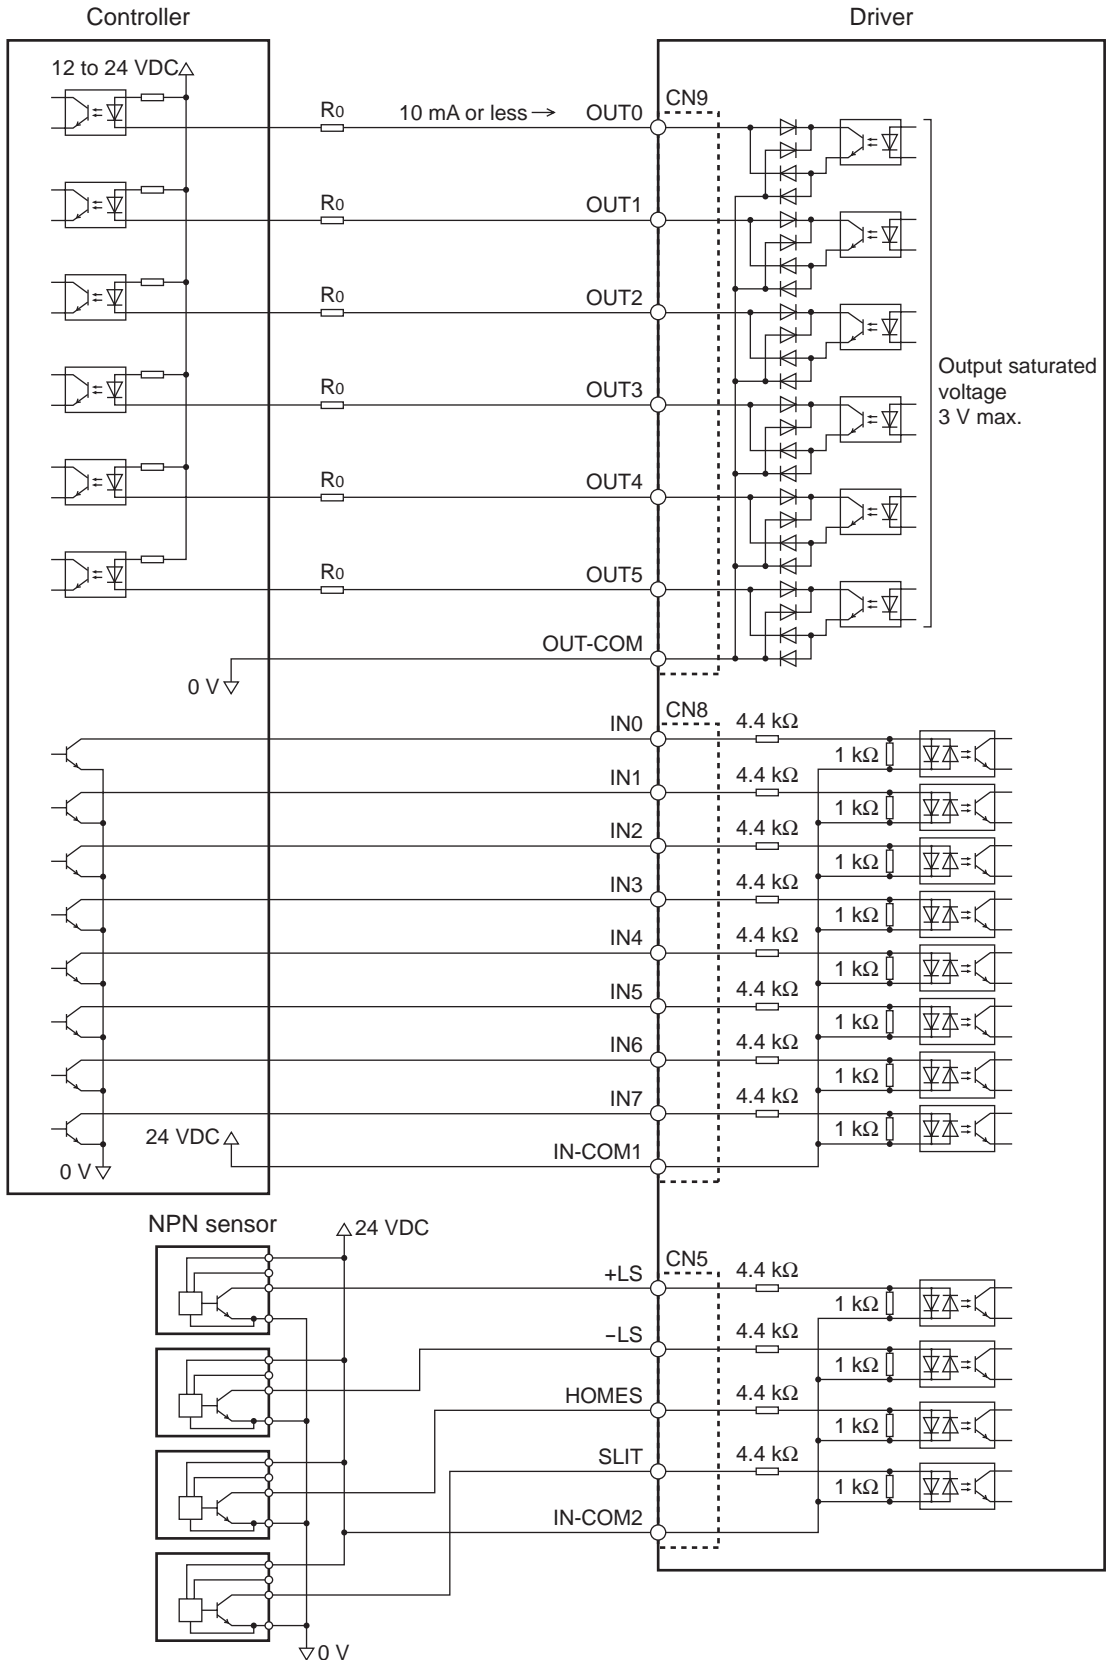 Controller
Driver
12 to 24 VDC
CN9
R0
10 mA or less
OUT0
R0
OUT1
R0
OUT2
R0
OUT3
R0
OUT4
R0
OUT5
Output saturated
voltage
3 V max.
OUT-COM
0 V
CN8
IN0
4.4 kΩ
1 kΩ
IN1
4.4 kΩ
1 kΩ
IN2
4.4 kΩ
1 kΩ
IN3
4.4 kΩ
1 kΩ
IN4
4.4 kΩ
1 kΩ
IN5
4.4 kΩ
1 kΩ
IN6
4.4 kΩ
1 kΩ
IN7
4.4 kΩ
1 kΩ
24 VDC
IN-COM1
0 V
NPN sensor
24 VDC
CN5
+LS
4.4 kΩ
1 kΩ
−LS
4.4 kΩ
1 kΩ
HOMES
4.4 kΩ
1 kΩ
SLIT
4.4 kΩ
1 kΩ
IN-COM2
0 V